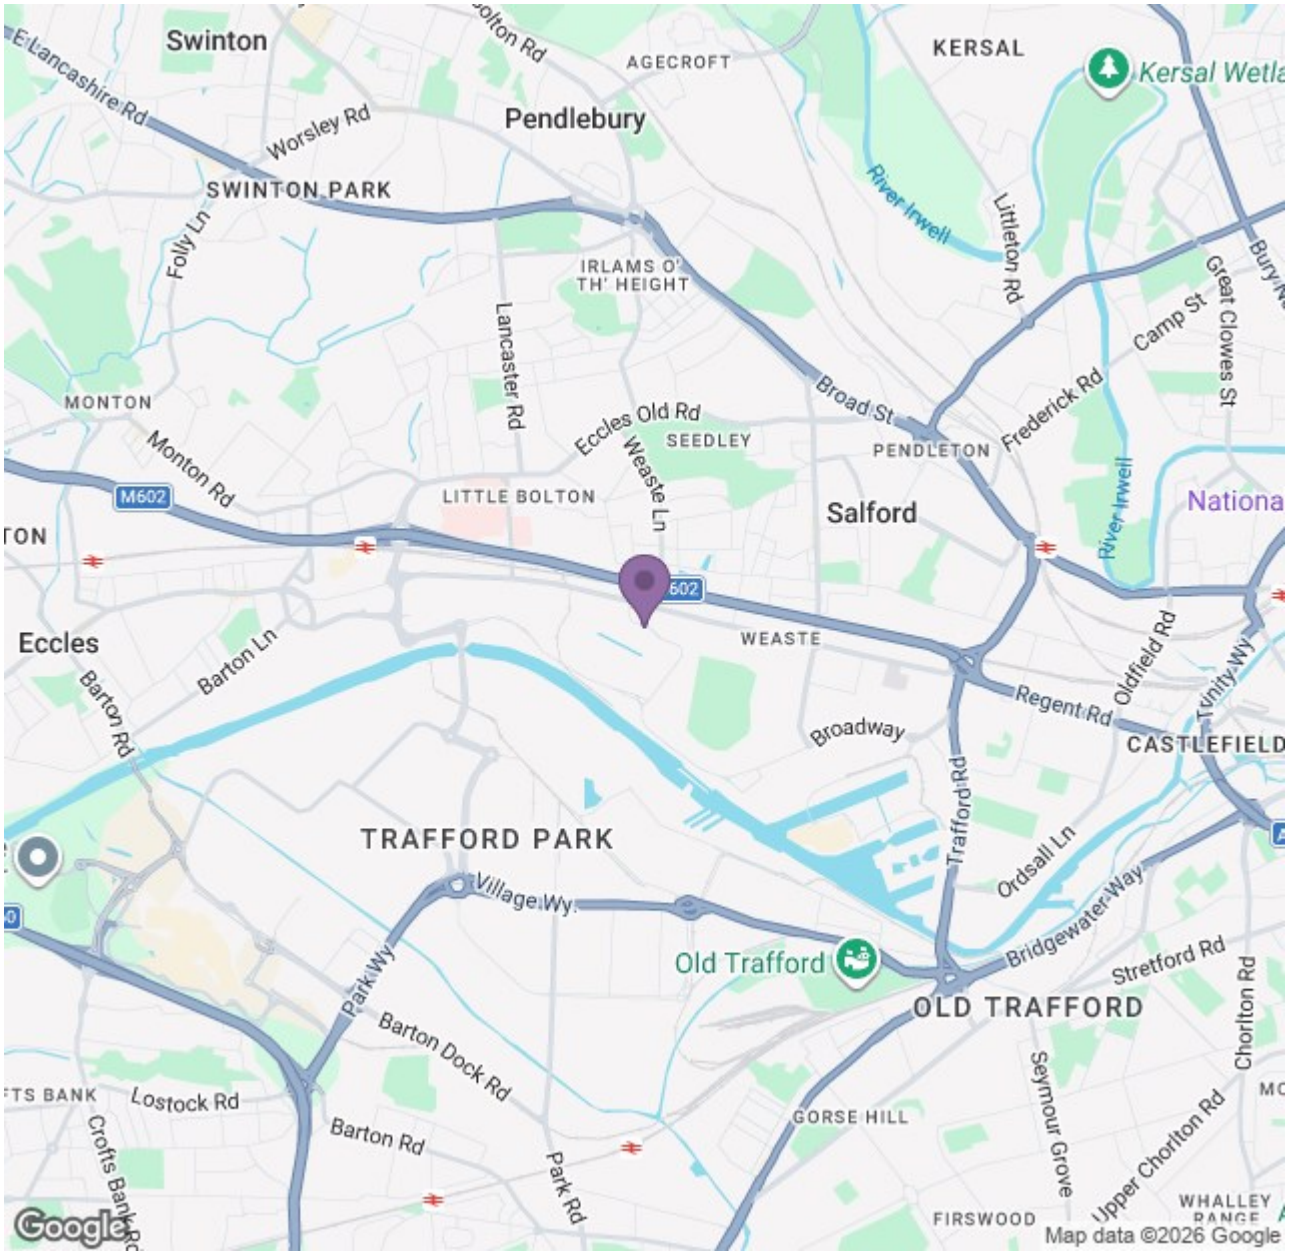 Swinton
Bolton Rd
AGECROFT
KERSAL
Kersal Wetla
E Lancashire Rd
Worsley Rd
Pendlebury
SWINTON PARK
River Irwell
Littleton Rd
Folly Ln
IRLAMS O'
TH' HEIGHT
Bury N
Great Clowes St
Camp St
Lancaster Rd
MONTON
Broad St
Frederick Rd
Eccles Old Rd
SEEDLEY
PENDLETON
Monton Rd
Weaste Ln
M602
LITTLE BOLTON
Salford
River Irwell
Nationa
TON
602
Eccles
Barton Ln
WEASTE
Oldfield Rd
Trinity Wy
Barton Rd
Regent Rd
Broadway
CASTLEFIELD
Trafford Rd
TRAFFORD PARK
A
Ordsall Ln
Village Wy.
Bridgewater Way
60
Park Wy
Old Trafford
Stretford Rd
OLD TRAFFORD
Chorlton Rd
Barton Dock Rd
FTS BANK
Lostock Rd
Seymour Grove
MO
Crofts Bank Rd
Barton Rd
GORSE HILL
Upper Chorlton Rd
Park Rd
WHALLEY
RANGE
FIRSWOOD
Google
Map data ©2026 Google